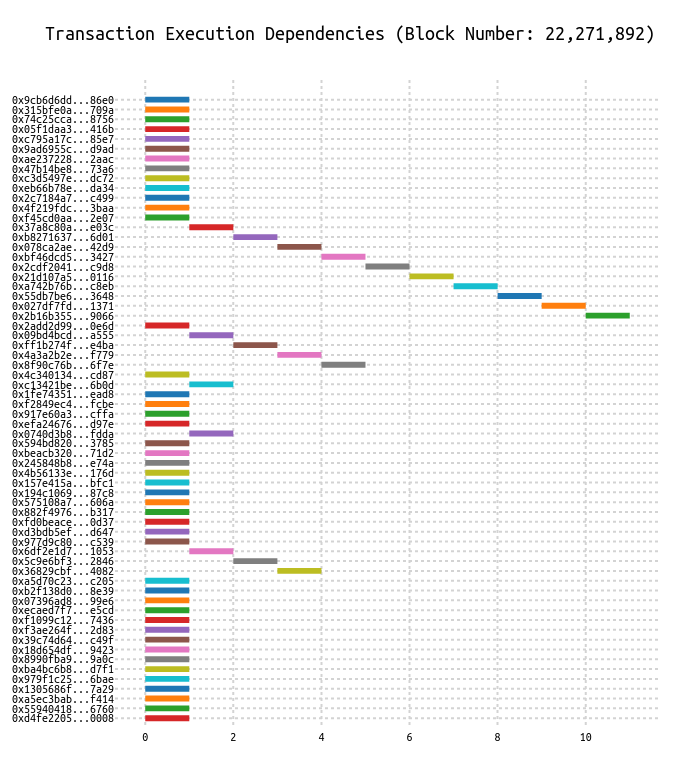 Transaction Execution Dependencies (Block Number: 22,271,892)
0x9cb6d6dd...86e0
0x315bfe0a...709a
0x74c25cca...8756
0x05f1daa3...416b
0xc795a17c...85e7
0x9ad6955c...d9ad
0xae237228...2aac
0x47b14be8...73a6
0xc3d5497e...dc72
0xeb66b78e...da34
0x2c7184a7...c499
0x4f219fdc...3baa
0xf45cd0aa...2e07
0x37a8c80a...e03c
0xb8271637...6d01
0x078ca2ae...42d9
0xbf46dcd5...3427
0x2cdf2041...c9d8
0x21d107a5...0116
0xa742b76b...c8eb
0x55db7be6...3648
0x027df7fd...1371
0x2b16b355...9066
0x2add2d99...0e6d
0x09bd4bcd...a555
0xff1b274f...e4ba
0x4a3a2b2e...f779
0x8f90c76b...6f7e
0x4c340134...cd87
0xc13421be...6b0d
0x1fe74351...ead8
0xf2849ec4...fcbe
0x917e60a3...cffa
0xefa24676...d97e
0x0740d3b8...fdda
0x594bd820...3785
0xbeacb320...71d2
0x245848b8...e74a
0x4b56133e...176d
0x157e415a...bfc1
0x194c1069...87c8
0x575108a7...606a
0x882f4976...b317
0xfd0beace...0d37
0xd3bdb5ef...d647
0x977d9c80...c539
0x6df2e1d7...1053
0x5c9e6bf3...2846
0x36829cbf...4082
0xa5d70c23...c205
0xb2f138d0...8e39
0x07396ad8...99e6
0xecaed7f7...e5cd
0xf1099c12...7436
0xf3ae264f...2d83
0x39c74d64...c49f
0x18d654df...9423
0x8990fba9...9a0c
0xba4bc6b8...d7f1
0x979f1c25...6bae
0x1305686f...7a29
0xa5ec3bab...f414
0x55940418...6760
0xd4fe2205...0008
0 2 4 6 8 10